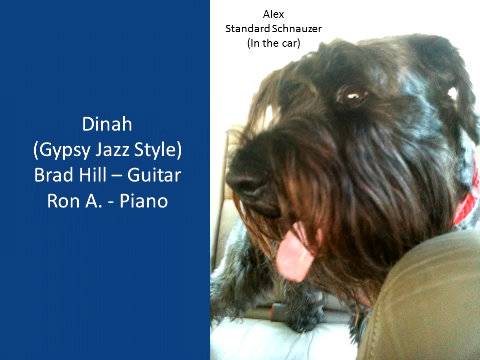 Alex
Standard Schnauzer
(In the car)
Dinah
(Gypsy Jazz Style)
Brad Hill – Guitar
Ron A. - Piano